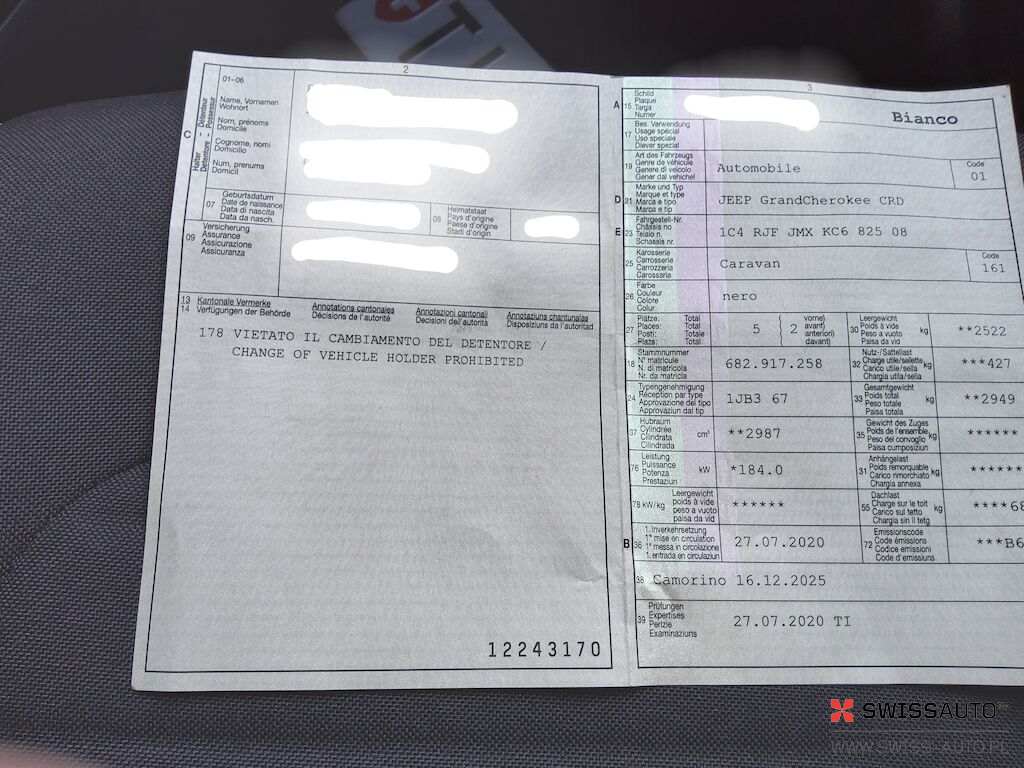 TI
2
01-06
C
Halter
Détenteur
Detentore
Possessur
Name, Vornamen
Wohnort
Nom, prénoms
Domicile
Cognome, nomi
Domicilio
Num, prenums
Domicil
07
Geburtsdatum
Date de naissance
Data di nascita
Data da nasch.
08
Heimatstaat
Pays d'origine
Paese d'origine
Stadi d'origin
09
Versicherung
Assurance
Assicurazione
Assicuranza
13 Kantonale Vermerke Annotations cantonales Annotazioni cantonali Annotaziuns chantunalas
14 Verfügungen der Behörde Décisions de l'autorité Decisioni dell'autorità Disposiziuns da l'autoritad
178 VIETATO IL CAMBIAMENTO DEL DETENTORE /
CHANGE OF VEHICLE HOLDER PROHIBITED
12243170
3
A 15
Schild
Plaque
Targa
Numer
Bianco
17
Bes. Verwendung
Usage spécial
Uso speciale
Diever spezial
19
Art des Fahrzeugs
Genre de véhicule
Genere di veicolo
Gener dal vehichel
Automobile
Code
01
D 21
Marke und Typ
Marque et type
Marca e tipo
Marca e tip
JEEP GrandCherokee CRD
E 23
Fahrgestell-Nr.
Châssis no
Telaio n.
Schassis nr.
1C4 RJF JMX KC6 825 08
25
Karosserie
Carrosserie
Carrozzeria
Carossaria
Caravan
Code
161
26
Farbe
Couleur
Colore
Colur
nero
27
Plätze: Total
Places: Total
Posti: Totale
Plazs: Total
5
2
vorne)
avant)
anteriori)
davant)
30
Leergewicht
Poids à vide
Peso a vuoto
Paisa da vid
kg
**2522
18
Stammnummer
N° matricule
N. di matricola
Nr. da matricla
682.917.258
32
Nutz-/Sattellast
Charge utile/sellette
Carico utile/sella
Chargia utila/sella
kg
***427
24
Typengenehmigung
Réception par type
Approvazione del tipo
Approvaziun dal tip
1JB3 67
33
Gesamtgewicht
Poids total
Peso totale
Paisa totala
kg
**2949
37
Hubraum
Cylindrée
Cilindrata
Cilindrada
cm³
**2987
35
Gewicht des Zuges
Poids de l'ensemble
Peso del convoglio
Paisa cumposiziun
kg
******
76
Leistung
Puissance
Potenza
Prestaziun
kW
*184.0
31
Anhängelast
Poids remorquable
Carico rimorchiato
Chargia annexa
kg
******
78 kW/kg
Leergewicht
poids à vide
peso a vuoto
paisa da vid
******
55
Dachlast
Charge sur le toit
Carico sul tetto
Chargia sin il tetg
kg
****68
B 36
1. Inverkehrsetzung
1re mise en circulation
1a messa in circolazione
1. entrada en circulaziun
27.07.2020
72
Emissionscode
Code émissions
Codice emissioni
Code d'emissiuns
***B6
38 Camorino 16.12.2025
39
Prüfungen
Expertises
Perizie
Examinaziuns
27.07.2020 TI
SWISSAUTO
WWW.SWISS-AUTO.PL